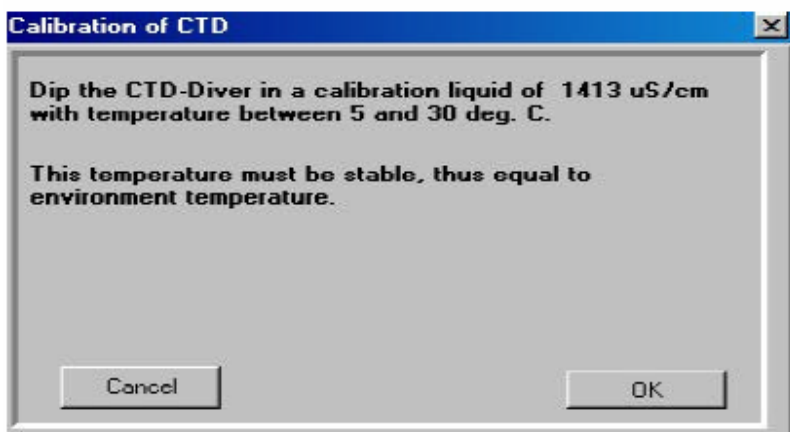 Calibration of CTD
Dip the CTD-Diver in a calibration liquid of 1413 uS/cm
with temperature between 5 and 30 deg. C.
This temperature must be stable, thus equal to
environment temperature.
Cancel
OK